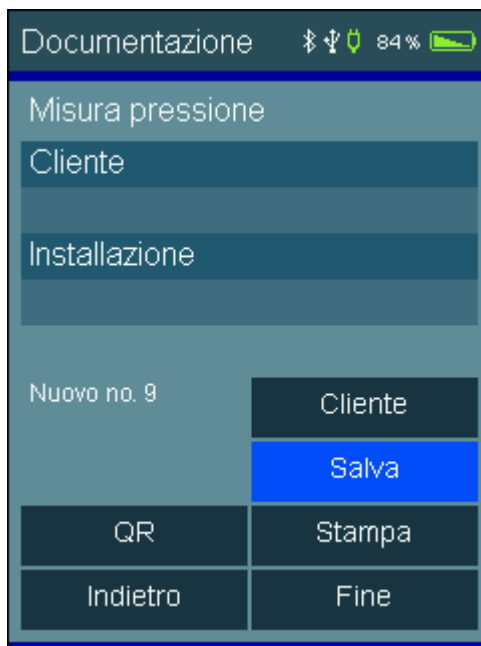 Documentazione 84%
Misura pressione
Cliente
Installazione
Nuovo no. 9
Cliente
Salva
QR Stampa
Indietro Fine